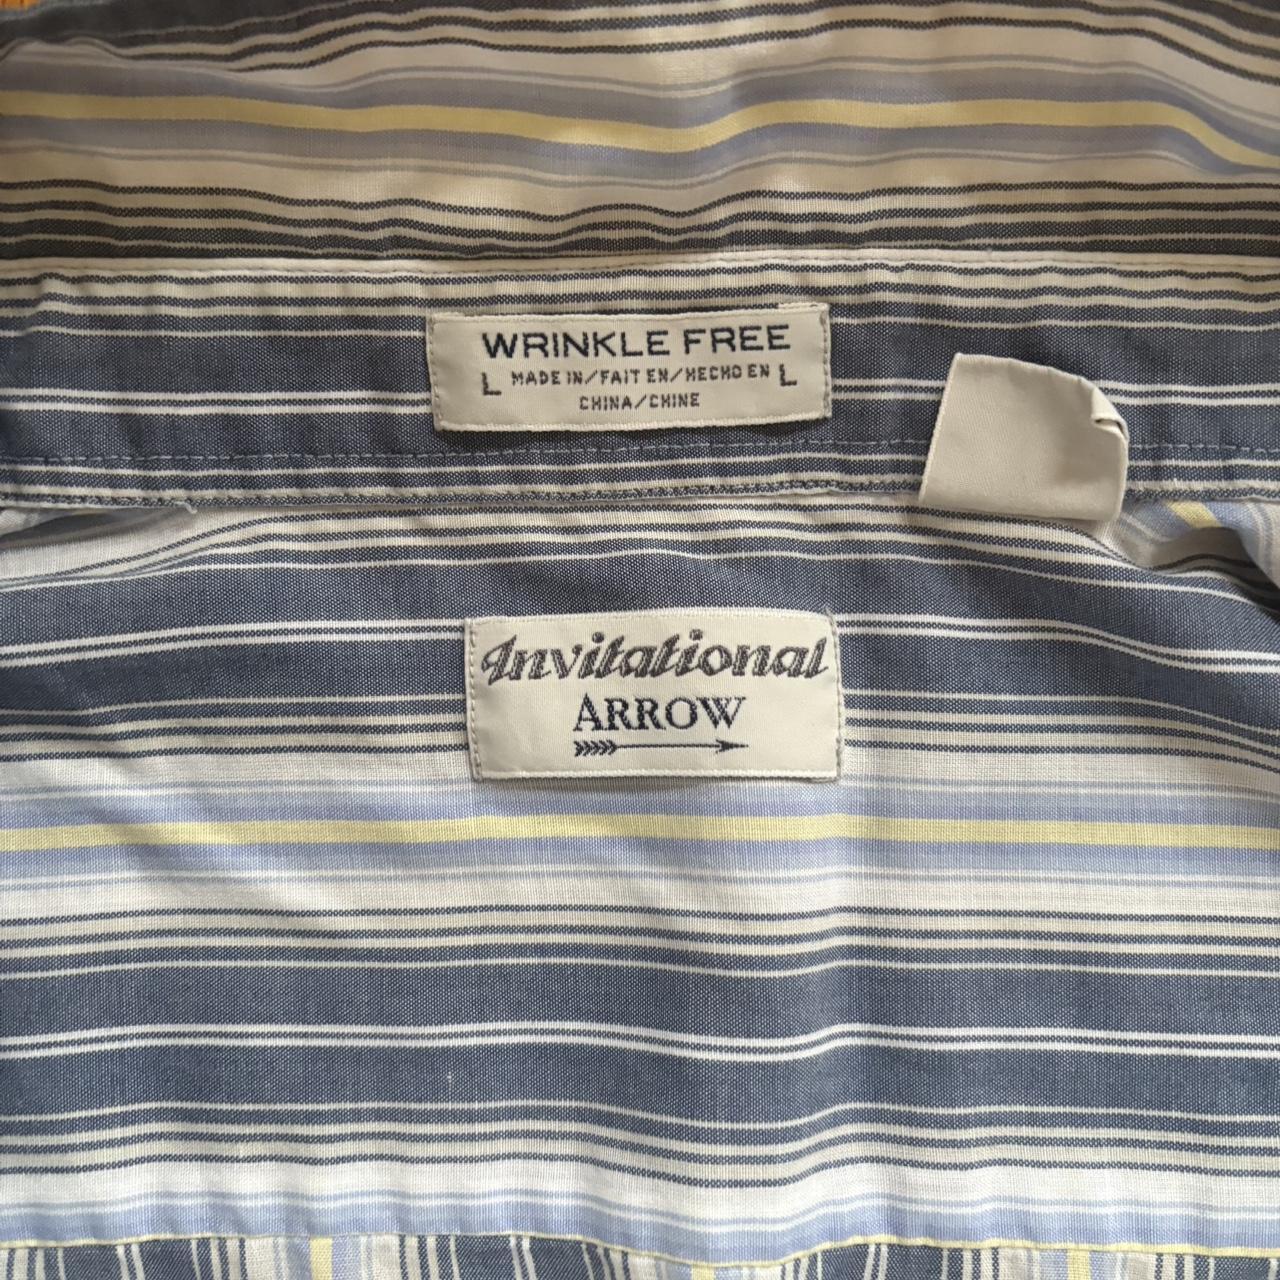 WRINKLE FREE
L MADE IN/FAIT EN/HECHO EN L
CHINA/CHINE
Invitational
ARROW